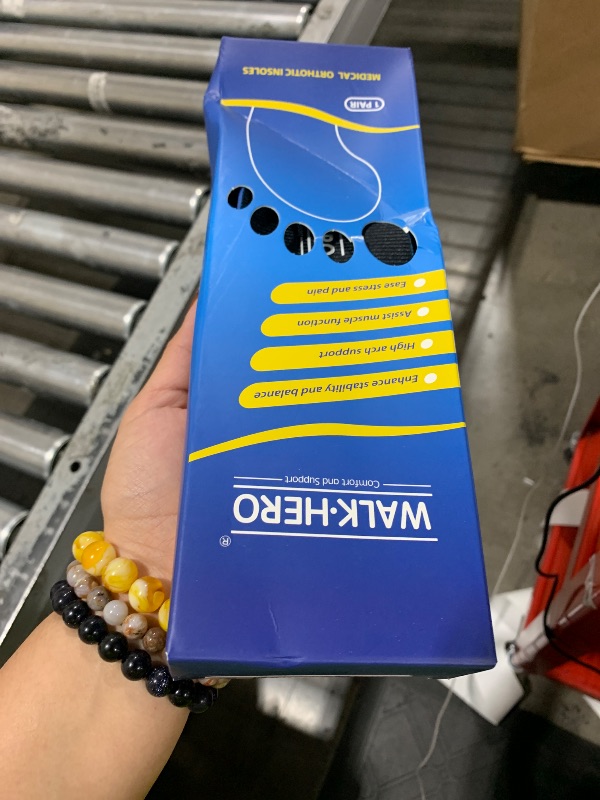 WALK·HERO®
Comfort and Support
Enhance stability and balance
High arch support
Assist muscle function
Ease stress and pain
1 PAIR
MEDICAL ORTHOTIC INSOLES